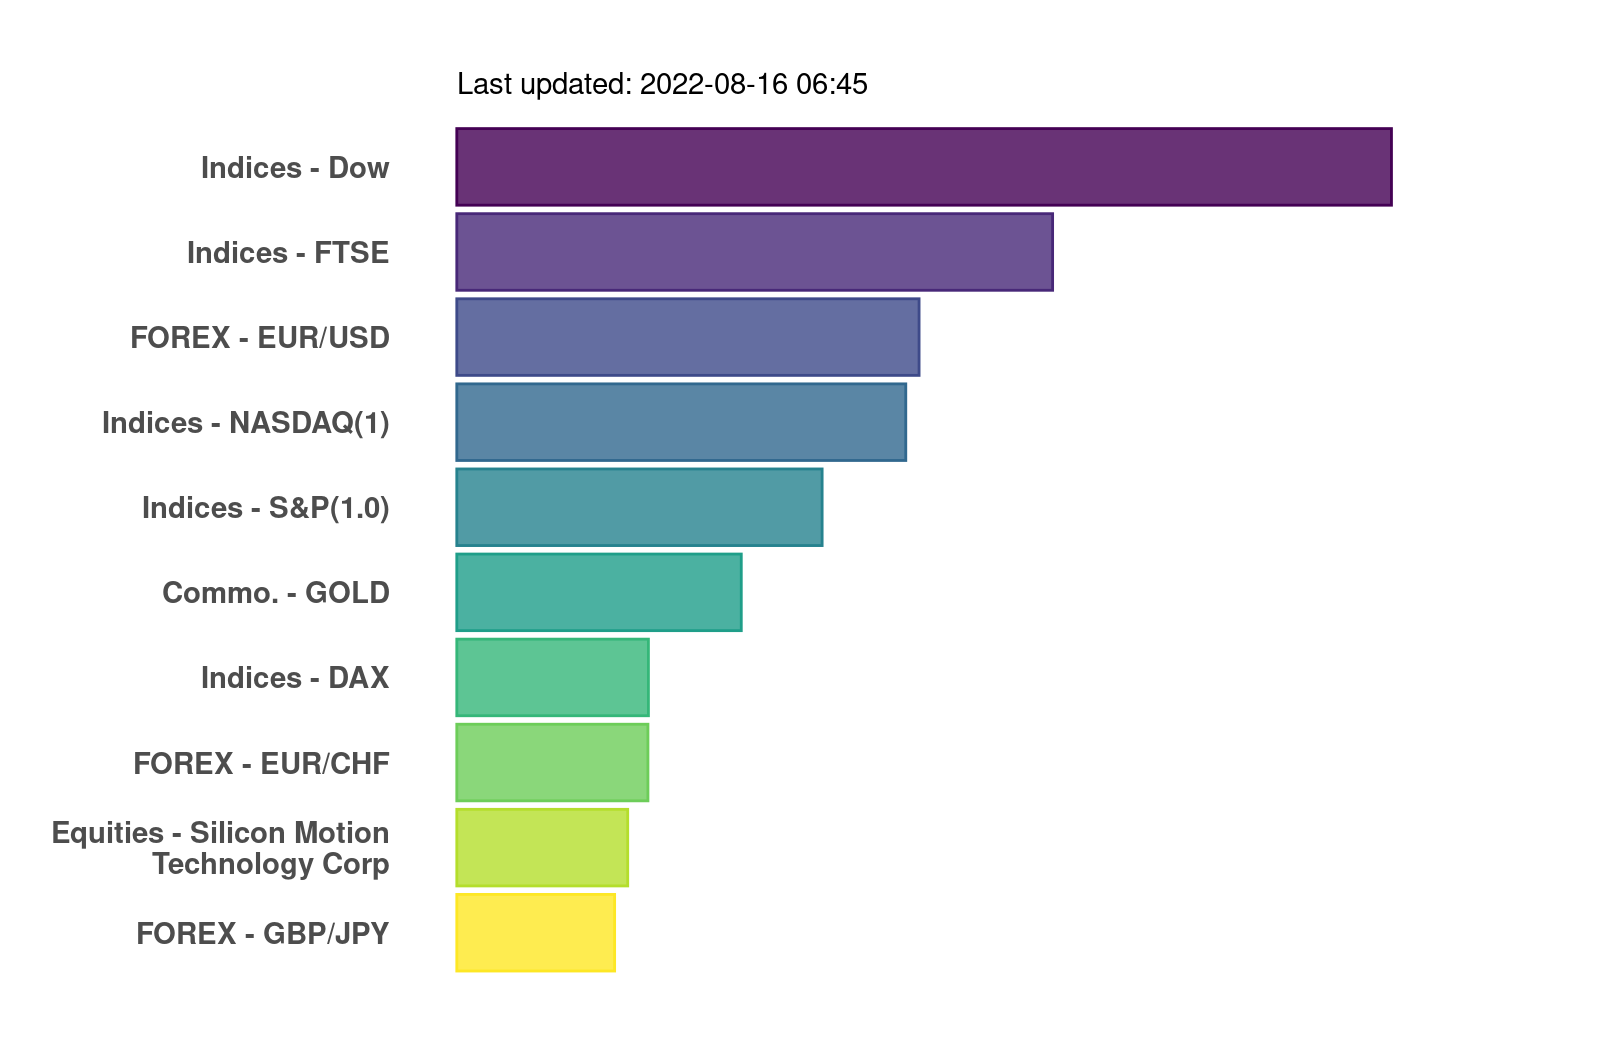 Last updated: 2022-08-16 06:45
Indices - Dow
Indices - FTSE
FOREX - EUR/USD
Indices - NASDAQ(1)
Indices - S&P(1.0)
Commo. - GOLD
Indices - DAX
FOREX - EUR/CHF
Equities - Silicon Motion
Technology Corp
FOREX - GBP/JPY